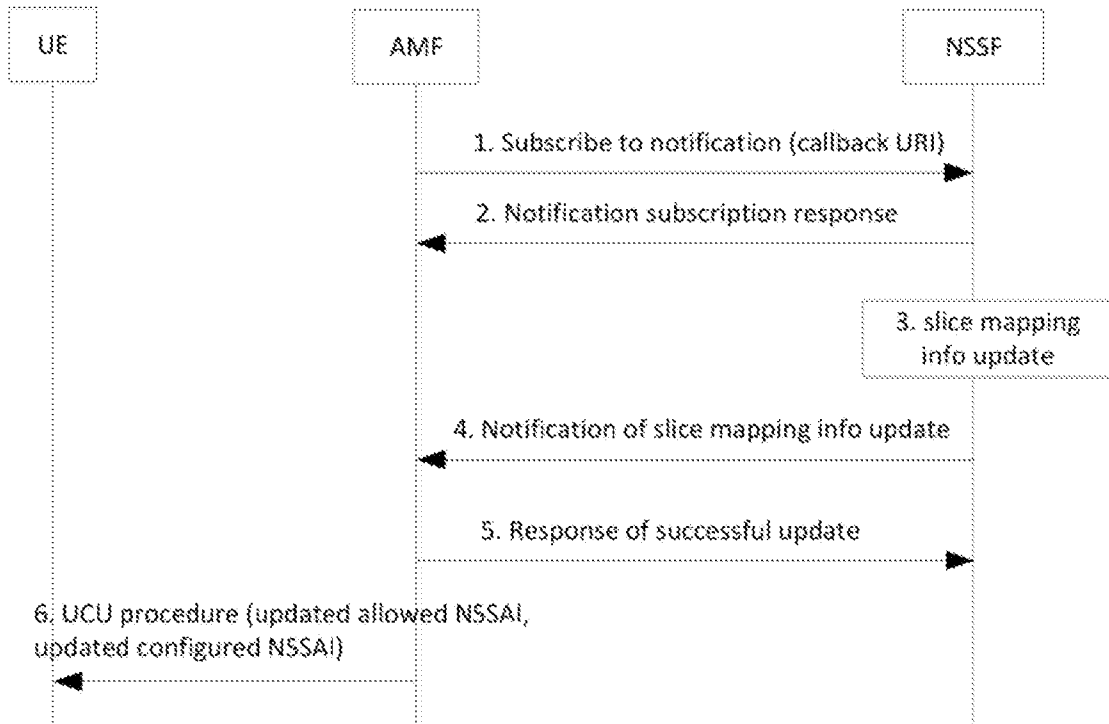 UE
AMF
NSSF
1. Subscribe to notification (callback URI)
2. Notification subscription response
3. slice mapping
info update
4. Notification of slice mapping info update
5. Response of successful update
6. UCU procedure (updated allowed NSSAI,
updated configured NSSAI)